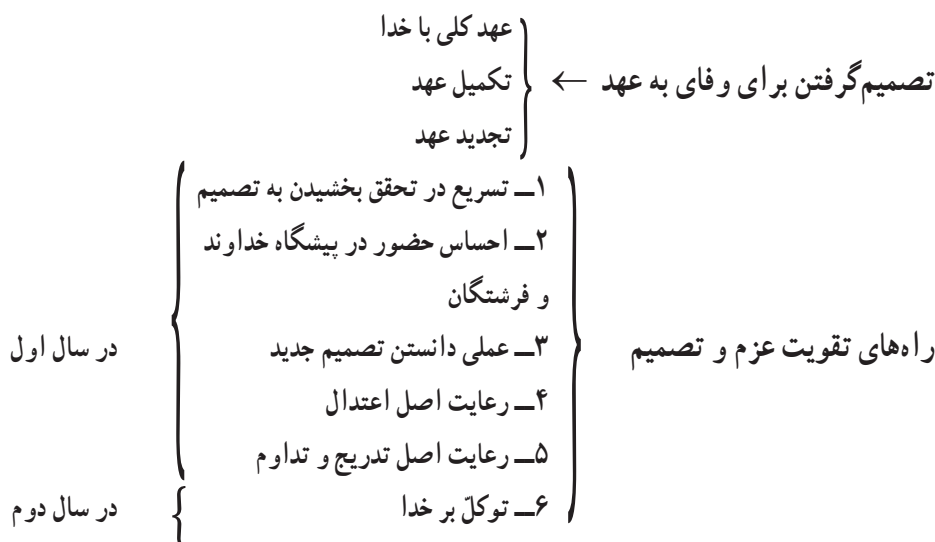 عهد کلی با خدا
تصمیم‌گرفتن برای وفای به عهد ← تکمیل عهد
تجدید عهد
۱ــ تسریع در تحقق بخشیدن به تصمیم
۲ــ احساس حضور در پیشگاه خداوند
و فرشتگان
راه‌های تقویت عزم و تصمیم ۳ــ عملی دانستن تصمیم جدید در سال اول
۴ــ رعایت اصل اعتدال
۵ــ رعایت اصل تدریج و تداوم
۶ــ توکلّ بر خدا در سال دوم